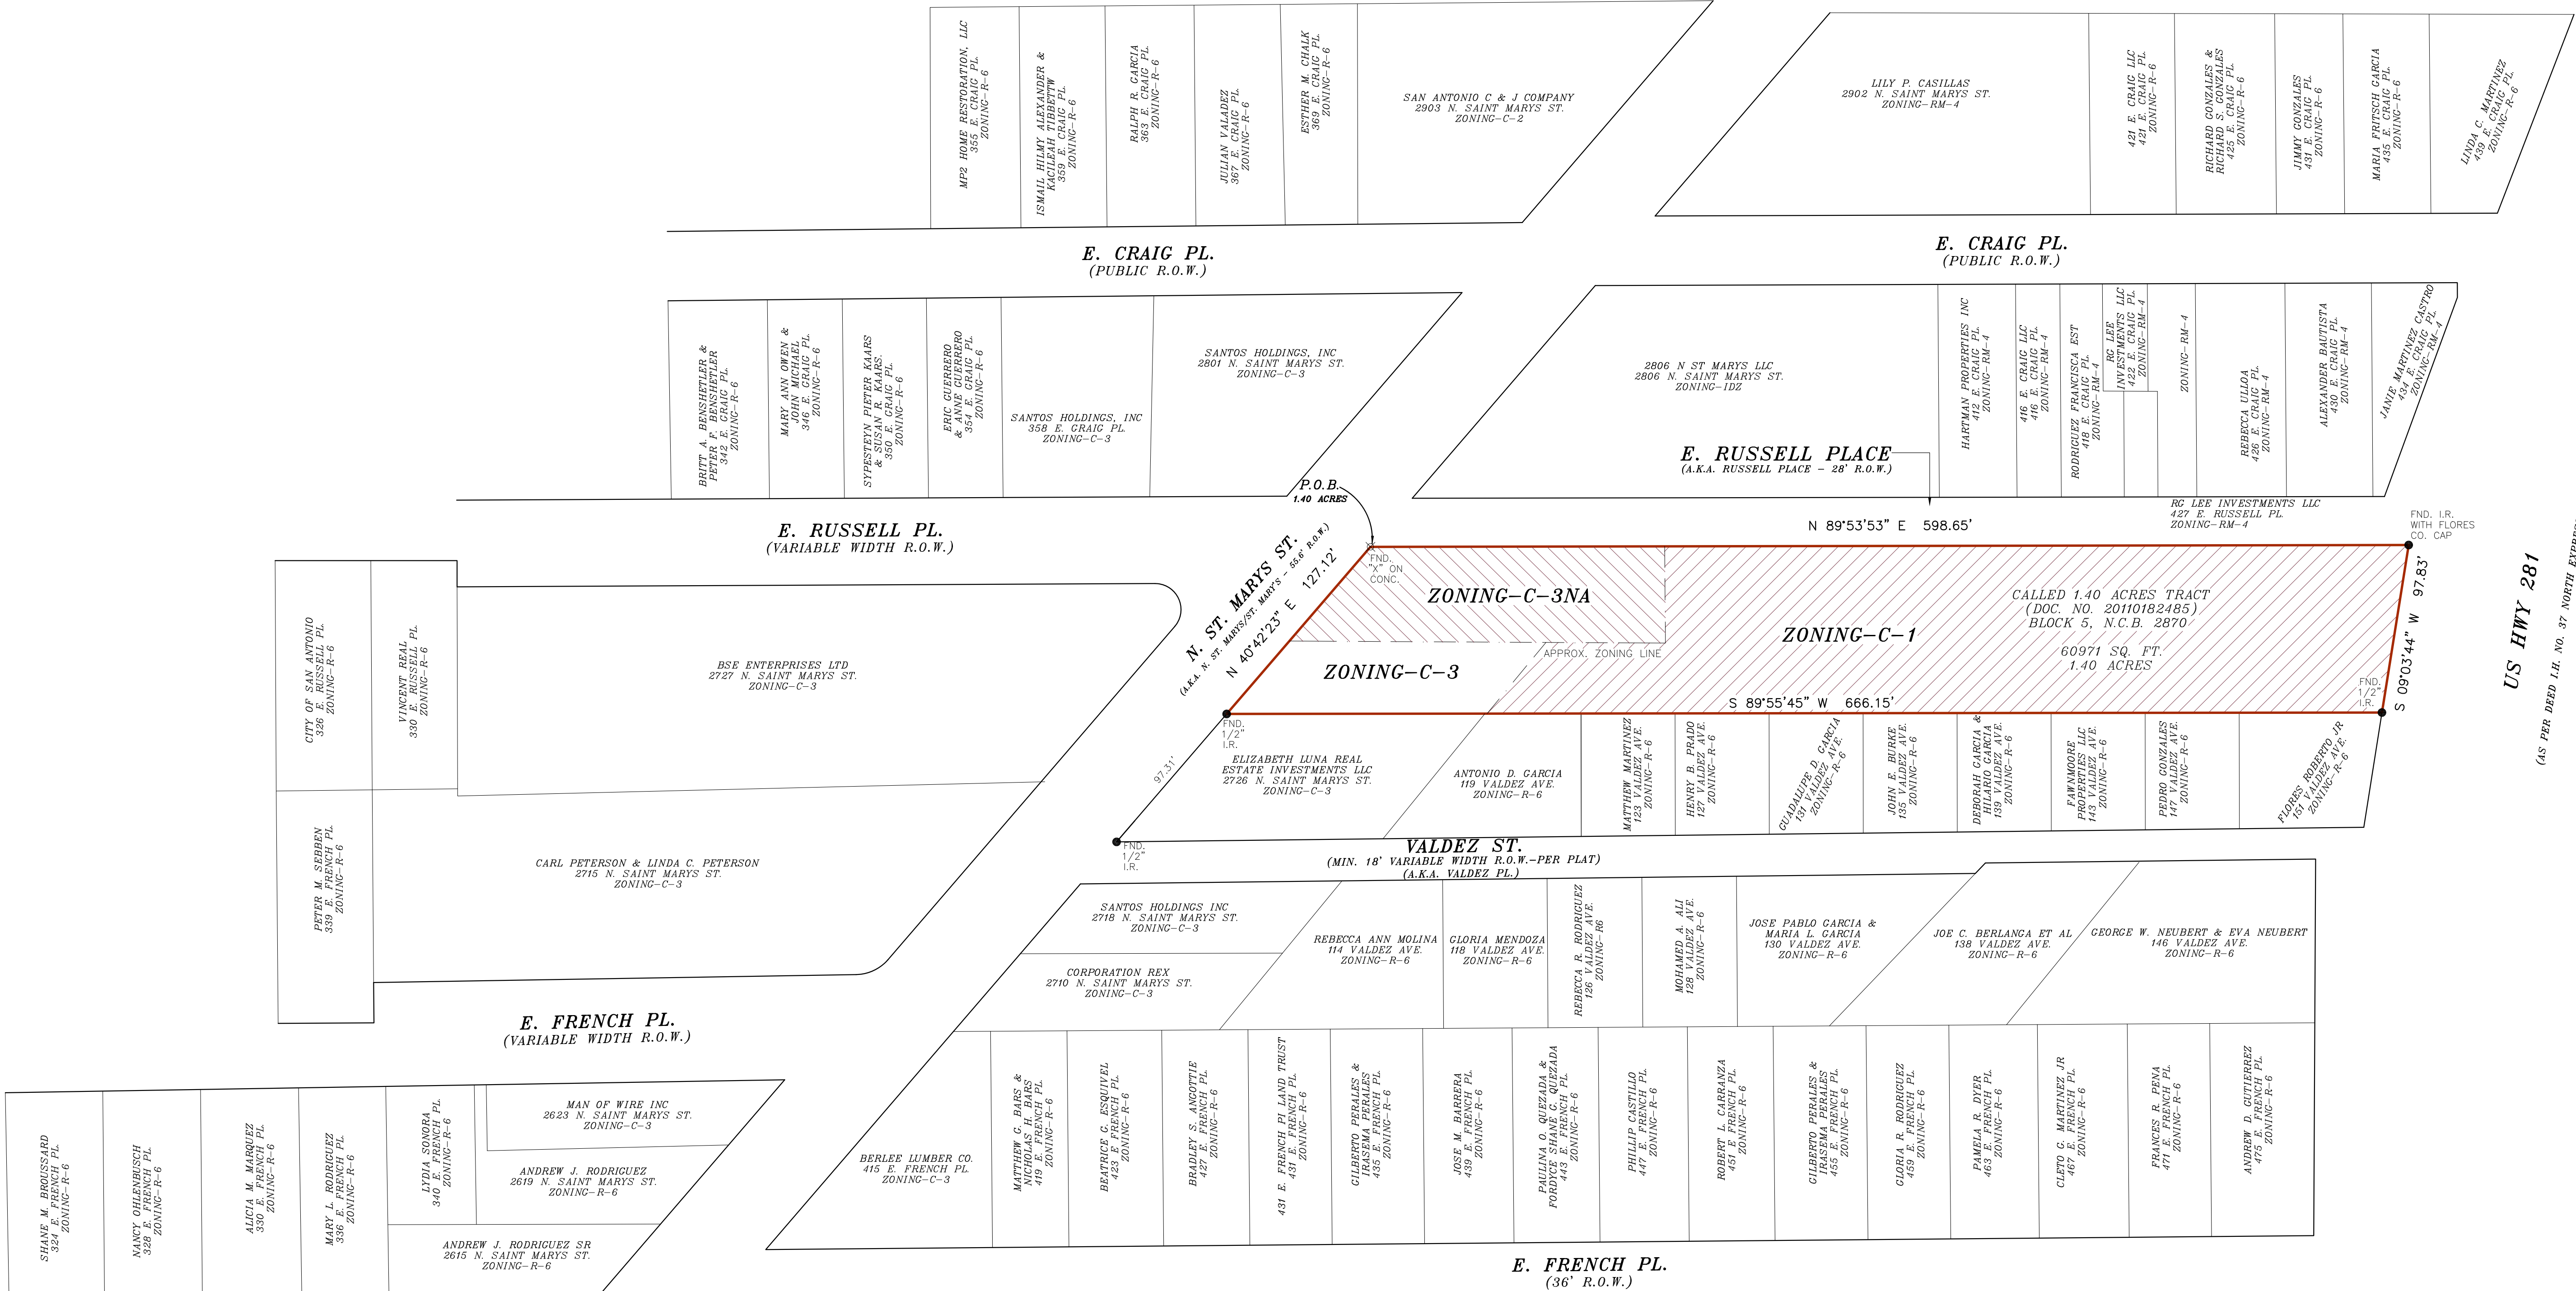 MP2 HOME RESTORATION, LLC
355 E. CRAIG PL.
ZONING-R-6
ISMAIL HILMY ALEXANDER &
KACILEAH TIBBETTW
359 E. CRAIG PL.
ZONING-R-6
RALPH R. GARCIA
363 E. CRAIG PL.
ZONING-R-6
JULIAN VALADEZ
367 E. CRAIG PL.
ZONING-R-6
ESTHER M. CHALK
369 E. CRAIG PL.
ZONING-R-6
SAN ANTONIO C & J COMPANY
2903 N. SAINT MARYS ST.
ZONING-C-2
LILY P. CASILLAS
2902 N. SAINT MARYS ST.
ZONING-RM-4
421 E. CRAIG LLC
421 E. CRAIG PL.
ZONING-R-6
RICHARD GONZALES &
RICHARD S. GONZALES
425 E. CRAIG PL.
ZONING-R-6
JIMMY GONZALES
431 E. CRAIG PL.
ZONING-R-6
MARIA FRITSCH GARCIA
435 E. CRAIG PL.
ZONING-R-6
LINDA C. MARTINEZ
439 E. CRAIG PL.
ZONING-R-6
E. CRAIG PL.
(PUBLIC R.O.W.)
E. CRAIG PL.
(PUBLIC R.O.W.)
BRITT A. BENSHETLER &
PETER F. BENSHETLER
342 E. GRAIG PL.
ZONING-R-6
MARY ANN OWEN &
JOHN MICHAEL
346 E. GRAIG PL.
ZONING-R-6
SYPESTEYN PIETER KAARS
& SUSAN R. KAARS.
350 E. GRAIG PL.
ZONING-R-6
ERIC GUERRERO
& ANNE GUERRERO
354 E. GRAIG PL.
ZONING-R-6
SANTOS HOLDINGS, INC
358 E. GRAIG PL.
ZONING-C-3
SANTOS HOLDINGS, INC
2801 N. SAINT MARYS ST.
ZONING-C-3
2806 N ST MARYS LLC
2806 N. SAINT MARYS ST.
ZONING-IDZ
HARTMAN PROPERTIES INC
412 E. CRAIG PL.
ZONING-RM-4
416 E. CRAIG LLC
416 E. CRAIG PL.
ZONING-RM-4
RODRIGUEZ FRANCISCA EST
418 E. CRAIG PL.
ZONING-RM-4
RG LEE
INVESTMENTS LLC
422 E. CRAIG PL.
ZONING-RM-4
ZONING-RM-4
REBECCA ULLOA
426 E. CRAIG PL.
ZONING-RM-4
ALEXANDER BAUTISTA
430 E. CRAIG PL.
ZONING-RM-4
JANIE MARTINEZ CASTRO
434 E. CRAIG PL.
ZONING-RM-4
E. RUSSELL PLACE
(A.K.A. RUSSELL PLACE - 28' R.O.W.)
P.O.B.
1.40 ACRES
RG LEE INVESTMENTS LLC
427 E. RUSSELL PL.
ZONING-RM-4
E. RUSSELL PL.
(VARIABLE WIDTH R.O.W.)
N 89°53'53" E 598.65'
FND. I.R.
WITH FLORES
CO. CAP
N. ST. MARYS ST.
(A.K.A. N. ST. MARYS/ST. MARY'S - 55.6' R.O.W.)
N 40°42'23" E 127.12'
FND.
"X" ON
CONC.
ZONING-C-3NA
ZONING-C-1
ZONING-C-3
APPROX. ZONING LINE
CALLED 1.40 ACRES TRACT
(DOC. NO. 20110182485)
BLOCK 5, N.C.B. 2870
60971 SQ. FT.
1.40 ACRES
FND.
1/2"
I.R.
S 09°03'44" W 97.83'
US HWY 281
(AS PER DEED I.H. NO. 37 NORTH
S 89°55'45" W 666.15'
CITY OF SAN ANTONIO
326 E. RUSSELL PL.
ZONING-R-6
VINCENT REAL
330 E. RUSSELL PL.
ZONING-R-6
BSE ENTERPRISES LTD
2727 N. SAINT MARYS ST.
ZONING-C-3
FND.
1/2"
I.R.
97.31'
ELIZABETH LUNA REAL
ESTATE INVESTMENTS LLC
2726 N. SAINT MARYS ST.
ZONING-C-3
ANTONIO D. GARCIA
119 VALDEZ AVE.
ZONING-R-6
MATTHEW MARTINEZ
123 VALDEZ AVE.
ZONING-R-6
HENRY B. PRADO
127 VALDEZ AVE.
ZONING-R-6
GUADALUPE D. GARCIA
131 VALDEZ AVE.
ZONING-R-6
JOHN E. BURKE
135 VALDEZ AVE.
ZONING-R-6
DEBORAH GARCIA &
HILARIO GARCIA
139 VALDEZ AVE.
ZONING-R-6
FAWNMOORE
PROPERTIES LLC
143 VALDEZ AVE.
ZONING-R-6
PEDRO GONZALES
147 VALDEZ AVE.
ZONING-R-6
FLORES ROBERTO JR
151 VALDEZ AVE.
ZONING-R-6
FND.
1/2"
I.R.
VALDEZ ST.
(MIN. 18' VARIABLE WIDTH R.O.W.-PER PLAT)
(A.K.A. VALDEZ PL.)
PETER M. SEBBEN
339 E. FRENCH PL.
ZONING-R-6
CARL PETERSON & LINDA C. PETERSON
2715 N. SAINT MARYS ST.
ZONING-C-3
SANTOS HOLDINGS INC
2718 N. SAINT MARYS ST.
ZONING-C-3
CORPORATION REX
2710 N. SAINT MARYS ST.
ZONING-C-3
REBECCA ANN MOLINA
114 VALDEZ AVE.
ZONING-R-6
GLORIA MENDOZA
118 VALDEZ AVE.
ZONING-R-6
REBECCA R. RODRIGUEZ
126 VALDEZ AVE.
ZONING-R6
MOHAMED A. ALI
128 VALDEZ AVE.
ZONING-R-6
JOSE PABLO GARCIA &
MARIA L. GARCIA
130 VALDEZ AVE.
ZONING-R-6
JOE C. BERLANGA ET AL
138 VALDEZ AVE.
ZONING-R-6
GEORGE W. NEUBERT & EVA NEUBERT
146 VALDEZ AVE.
ZONING-R-6
E. FRENCH PL.
(VARIABLE WIDTH R.O.W.)
SHANE M. BROUSSARD
324 E. FRENCH PL.
ZONING-R-6
NANCY OHLENBUSCH
328 E. FRENCH PL.
ZONING-R-6
ALICIA M. MARQUEZ
330 E. FRENCH PL.
ZONING-R-6
MARY L. RODRIGUEZ
336 E. FRENCH PL.
ZONING-R-6
LYDIA SONORA
340 E. FRENCH PL
ZONING-R-6
MAN OF WIRE INC
2623 N. SAINT MARYS ST.
ZONING-C-3
ANDREW J. RODRIGUEZ
2619 N. SAINT MARYS ST.
ZONING-R-6
ANDREW J. RODRIGUEZ SR
2615 N. SAINT MARYS ST.
ZONING-R-6
BERLEE LUMBER CO.
415 E. FRENCH PL.
ZONING-C-3
MATTHEW G. BARS &
NICHOLAS H. BARS
419 E. FRENCH PL.
ZONING-R-6
BEATRICE G. ESQUIVEL
423 E. FRENCH PL.
ZONING-R-6
BRADLEY S. ANGOTTIE
427 E. FRENCH PL.
ZONING-R-6
431 E. FRENCH PI LAND TRUST
431 E. FRENCH PL.
ZONING-R-6
GILBERTO PERALES &
IRASEMA PERALES
435 E. FRENCH PL.
ZONING-R-6
JOSE M. BARRERA
439 E. FRENCH PL.
ZONING-R-6
PAULINA O. QUEZADA &
FORDYCE SHANE G. QUEZADA
443 E. FRENCH PL.
ZONING-R-6
PHILLIP CASTILLO
447 E. FRENCH PL.
ZONING-R-6
ROBERT L. CARRANZA
451 E FRENCH PL.
ZONING-R-6
GILBERTO PERALES &
IRASEMA PERALES
455 E. FRENCH PL.
ZONING-R-6
GLORIA R. RODRIGUEZ
459 E. FRENCH PL.
ZONING-R-6
PAMELA R. DYER
463 E. FRENCH PL.
ZONING-R-6
CLETO G. MARTINEZ JR
467 E. FRENCH PL.
ZONING-R-6
FRANCES R. PENA
471 E. FRENCH PL.
ZONING-R-6
ANDREW D. GUTIERREZ
475 E. FRENCH PL.
ZONING-R-6
E. FRENCH PL.
(36' R.O.W.)